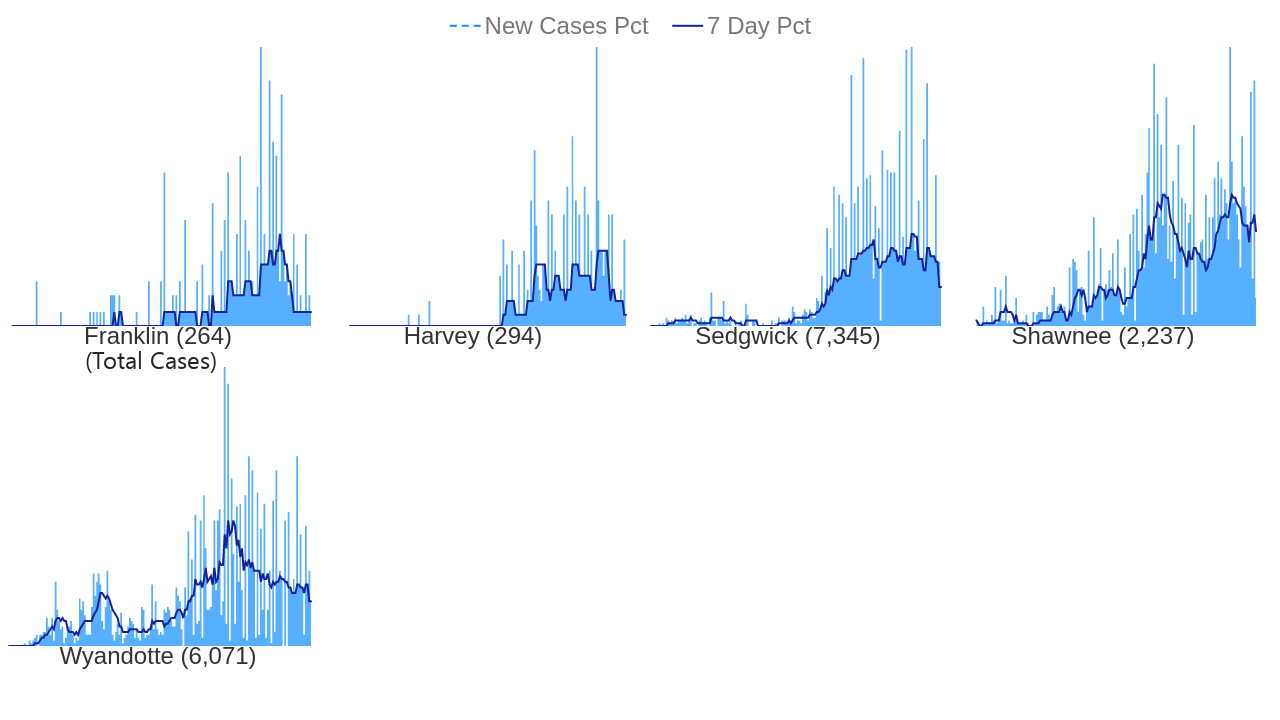 New Cases Pct 7 Day Pct
Franklin (264)
(Total Cases)
Harvey (294)
Sedgwick (7,345)
Shawnee (2,237)
Wyandotte (6,071)